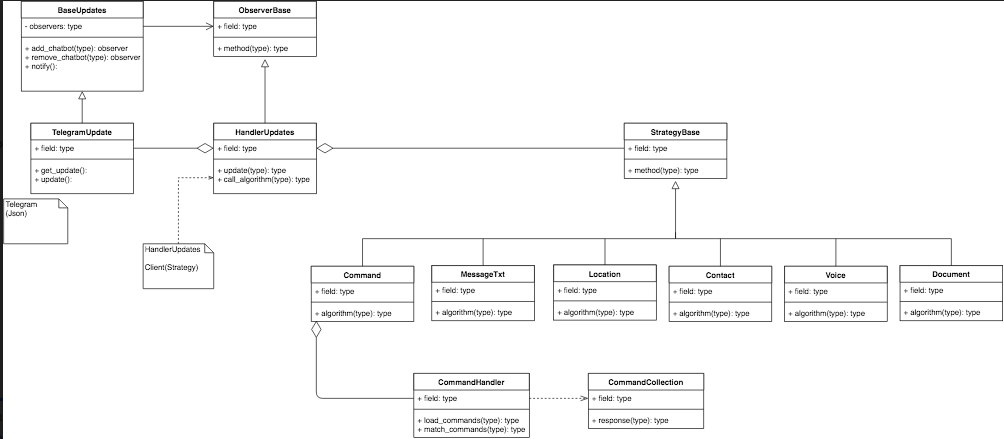 BaseUpdates
- observers: type
+ add_chatbot(type): observer
+ remove_chatbot(type): observer
+ notify():
ObserverBase
+ field: type
+ method(type): type
TelegramUpdate
+ field: type
+ get_update():
+ update():
HandlerUpdates
+ field: type
+ update(type): type
+ call_algorithm(type): type
StrategyBase
+ field: type
+ method(type): type
Telegram
(Json)
HandlerUpdates
Client(Strategy)
Command
+ field: type
+ algorithm(type): type
MessageTxt
+ field: type
+ algorithm(type): type
Location
+ field: type
+ algorithm(type): type
Contact
+ field: type
+ algorithm(type): type
Voice
+ field: type
+ algorithm(type): type
Document
+ field: type
+ algorithm(type): type
CommandHandler
+ field: type
+ load_commands(type): type
+ match_commands(type): type
CommandCollection
+ field: type
+ response(type): type